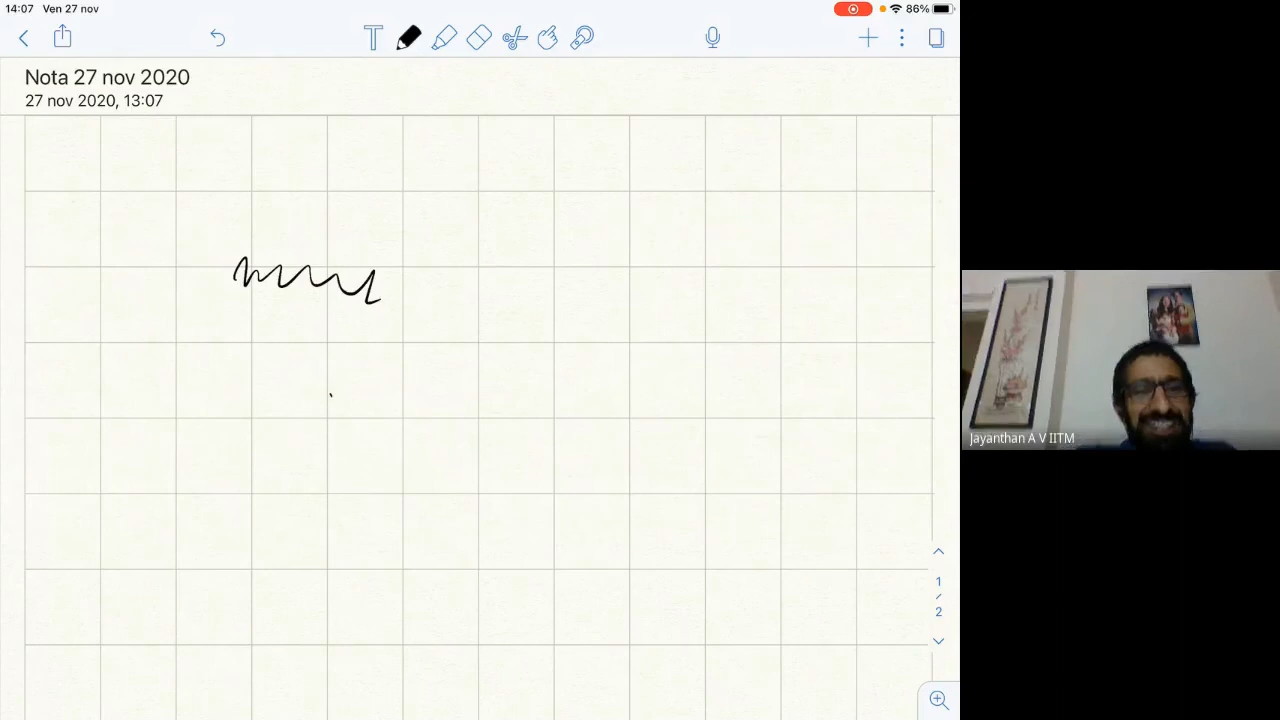 14:07 Ven 27 nov 86%
T
Nota 27 nov 2020
27 nov 2020, 13:07
1
/
2
Jayanthan A V IITM